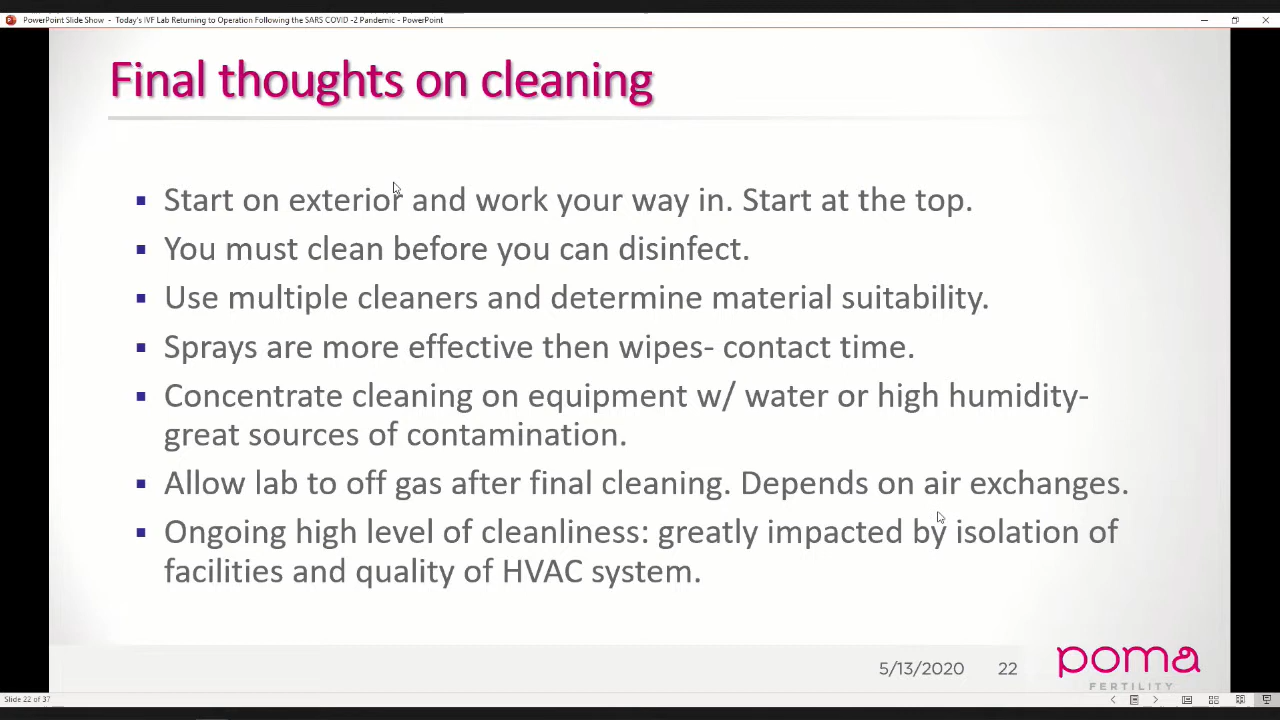 PowerPoint Slide Show - Today's IVF Lab Returning to Operation Following the SARS COVID -2 Pandemic - PowerPoint
Final thoughts on cleaning
Start on exterior and work your way in. Start at the top.
You must clean before you can disinfect.
Use multiple cleaners and determine material suitability.
Sprays are more effective then wipes- contact time.
Concentrate cleaning on equipment w/ water or high humidity-
great sources of contamination.
Allow lab to off gas after final cleaning. Depends on air exchanges.
Ongoing high level of cleanliness: greatly impacted by isolation of
facilities and quality of HVAC system.
5/13/2020 22
poma
FERTILITY
Slide 22 of 37